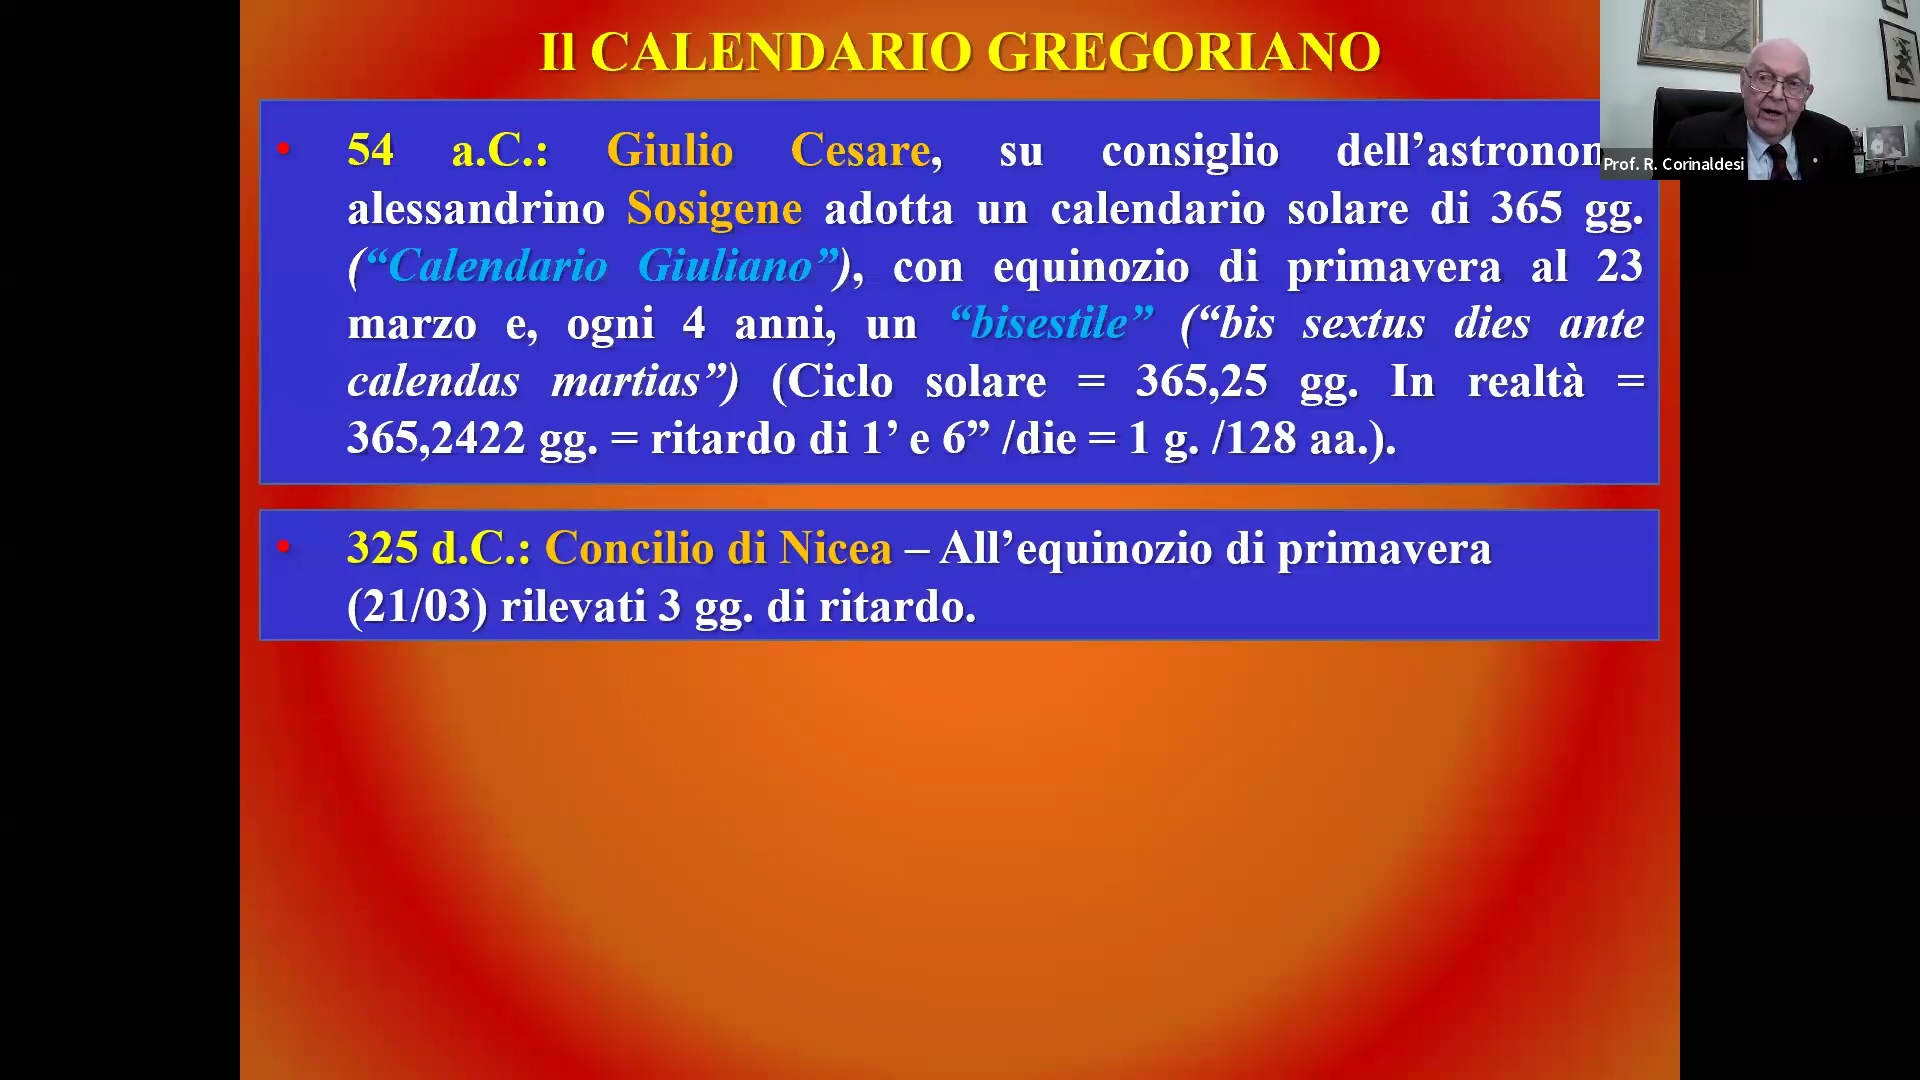 Il CALENDARIO GREGORIANO
• 54 a.C.: Giulio Cesare, su consiglio dell’astronom
alessandrino Sosigene adotta un calendario solare di 365 gg.
(“Calendario Giuliano”), con equinozio di primavera al 23
marzo e, ogni 4 anni, un “bisestile” (“bis sextus dies ante
calendas martias”) (Ciclo solare = 365,25 gg. In realtà =
365,2422 gg. = ritardo di 1’ e 6” /die = 1 g. /128 aa.).
• 325 d.C.: Concilio di Nicea – All’equinozio di primavera
(21/03) rilevati 3 gg. di ritardo.
Prof. R. Corinaldesi